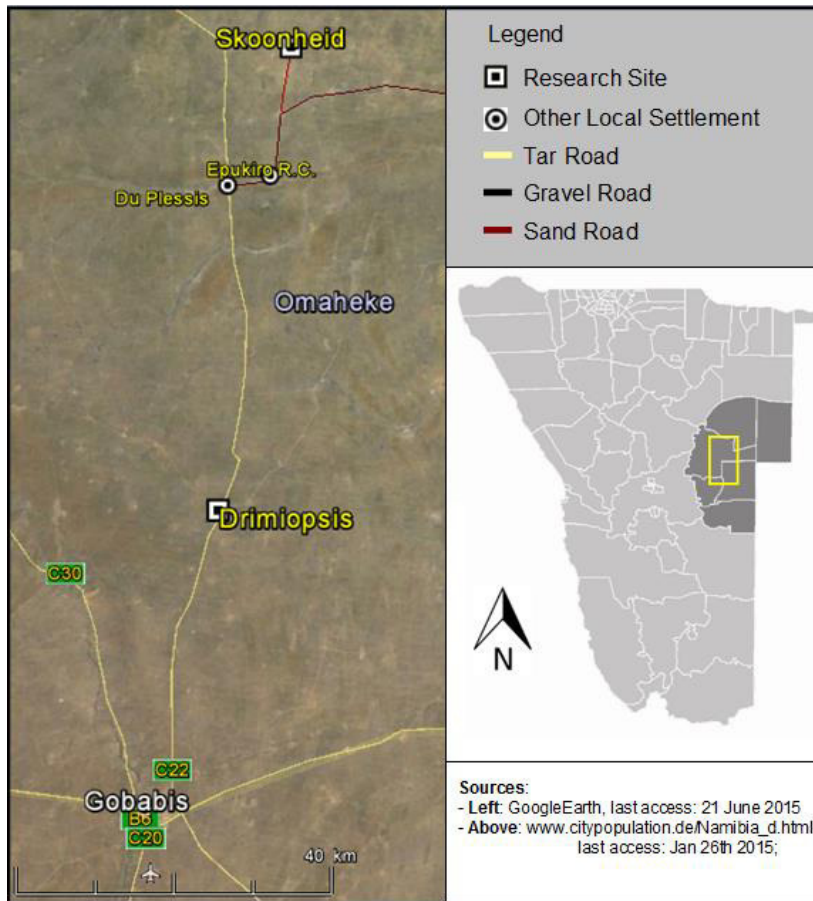 Skoonheid
Epukiro R.C.
Du Plessis
Omaheke
Drimiopsis
C30
C22
Gobabis
B6
C20
40 km
Legend
Research Site
Other Local Settlement
Tar Road
Gravel Road
Sand Road
N
Sources:
- Left: GoogleEarth, last access: 21 June 2015
- Above: www.citypopulation.de/Namibia_d.html
last access: Jan 26th 2015;